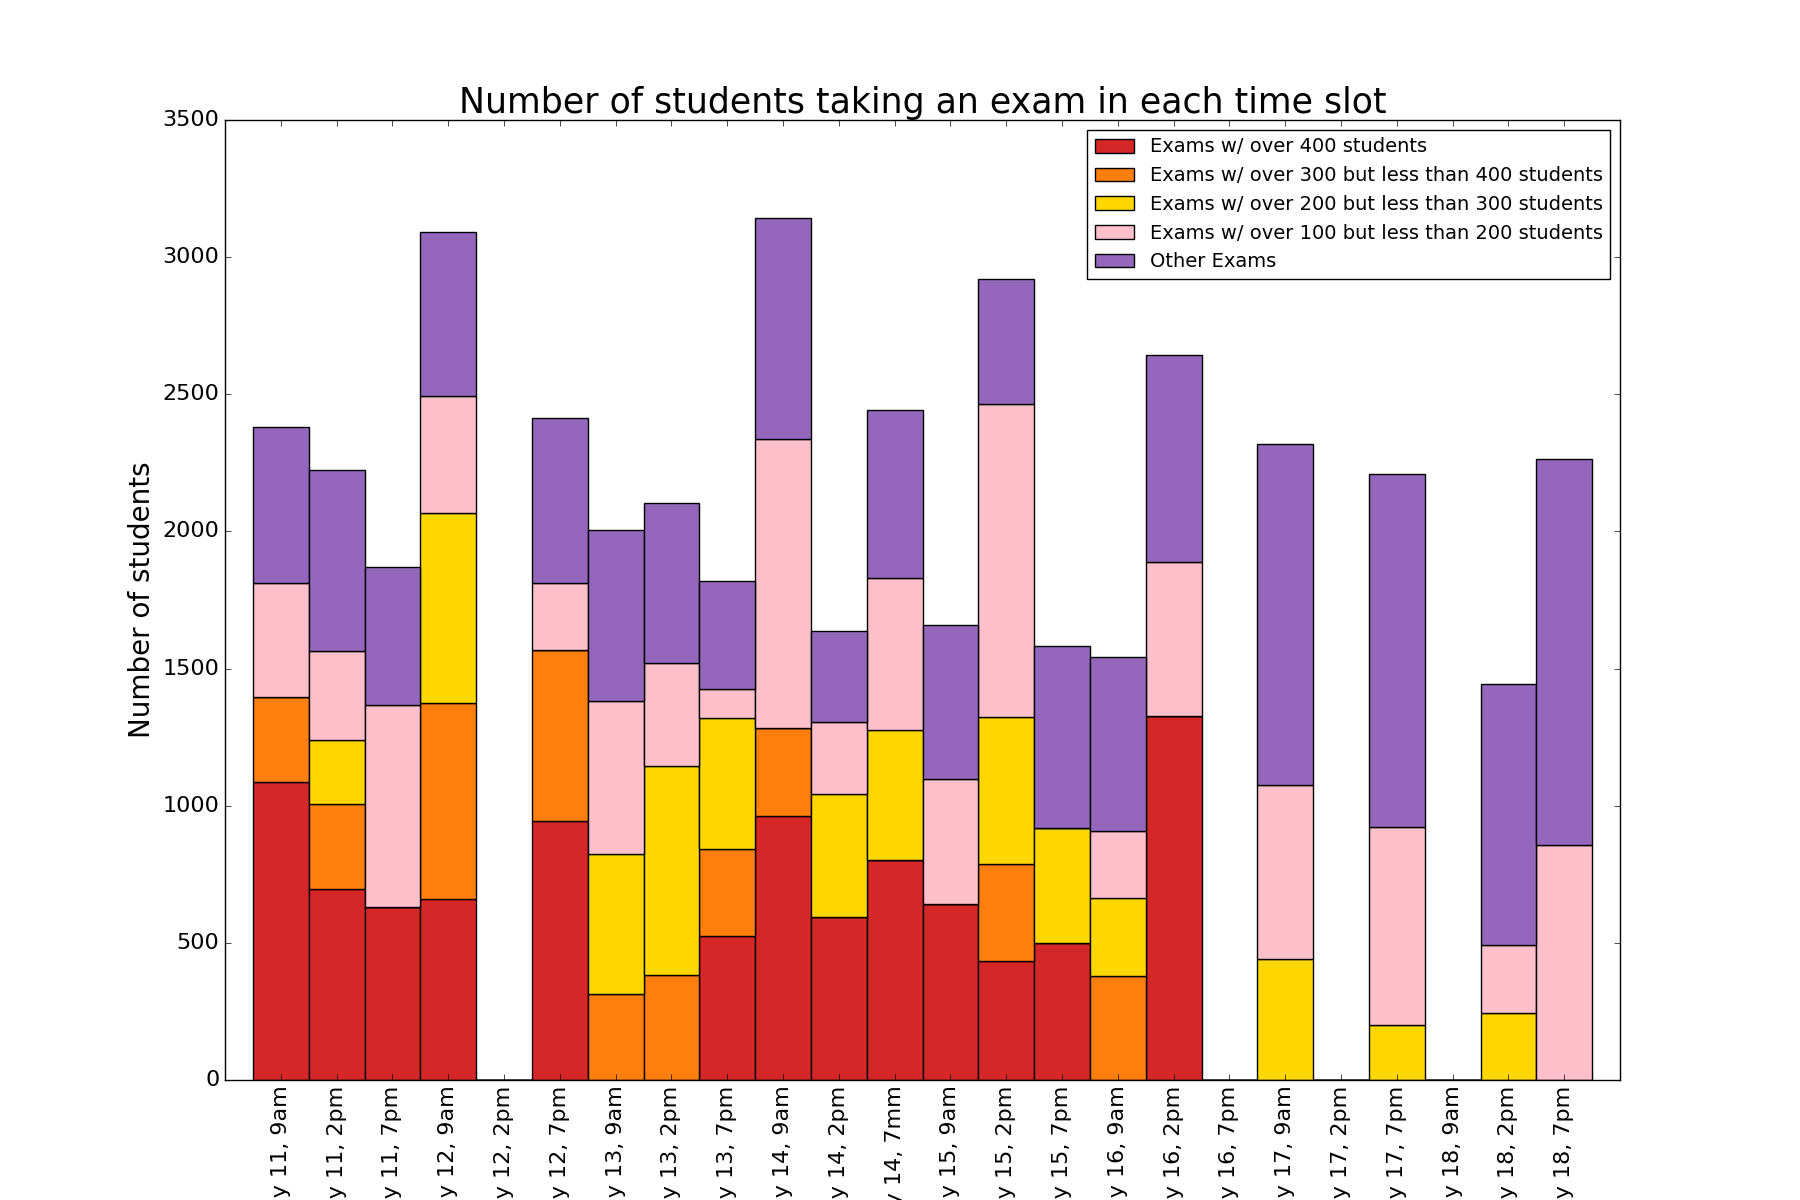 Number of students taking an exam in each time slot
Exams w/ over 400 students
Exams w/ over 300 but less than 400 students
Exams w/ over 200 but less than 300 students
Exams w/ over 100 but less than 200 students
Other Exams
Number of students
3500
3000
2500
2000
1500
1000
500
0
y 11, 9am
y 11, 2pm
y 11, 7pm
y 12, 9am
y 12, 2pm
y 12, 7pm
y 13, 9am
y 13, 2pm
y 13, 7pm
y 14, 9am
y 14, 2pm
y 14, 7mm
y 15, 9am
y 15, 2pm
y 15, 7pm
y 16, 9am
y 16, 2pm
y 16, 7pm
y 17, 9am
y 17, 2pm
y 17, 7pm
y 18, 9am
y 18, 2pm
y 18, 7pm